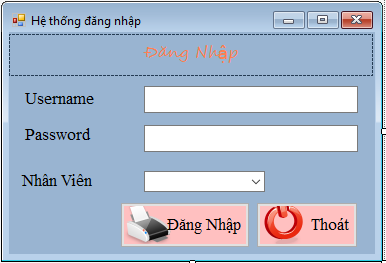 Hệ thống đăng nhập
Đăng Nhập
Username
Password
Nhân Viên
Đăng Nhập Thoát